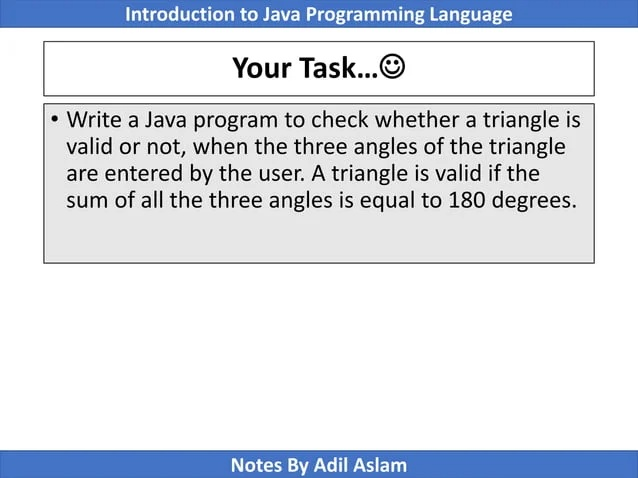 Introduction to Java Programming Language
Your Task…☺
• Write a Java program to check whether a triangle is
valid or not, when the three angles of the triangle
are entered by the user. A triangle is valid if the
sum of all the three angles is equal to 180 degrees.
Notes By Adil Aslam